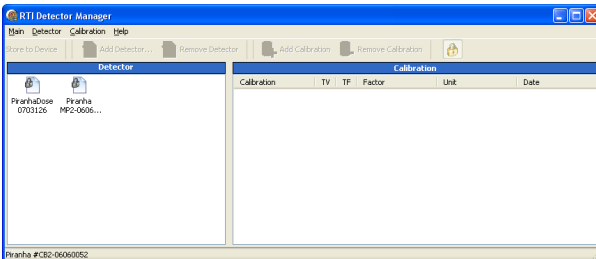 RTI Detector Manager
Main Detector Calibration Help
Store to Device Add Detector... Remove Detector Add Calibration Remove Calibration
Detector
Calibration
Calibration TV TF Factor Unit Date
PiranhaDose
0703126
Piranha
MP2-0606...
Piranha #CB2-06060052